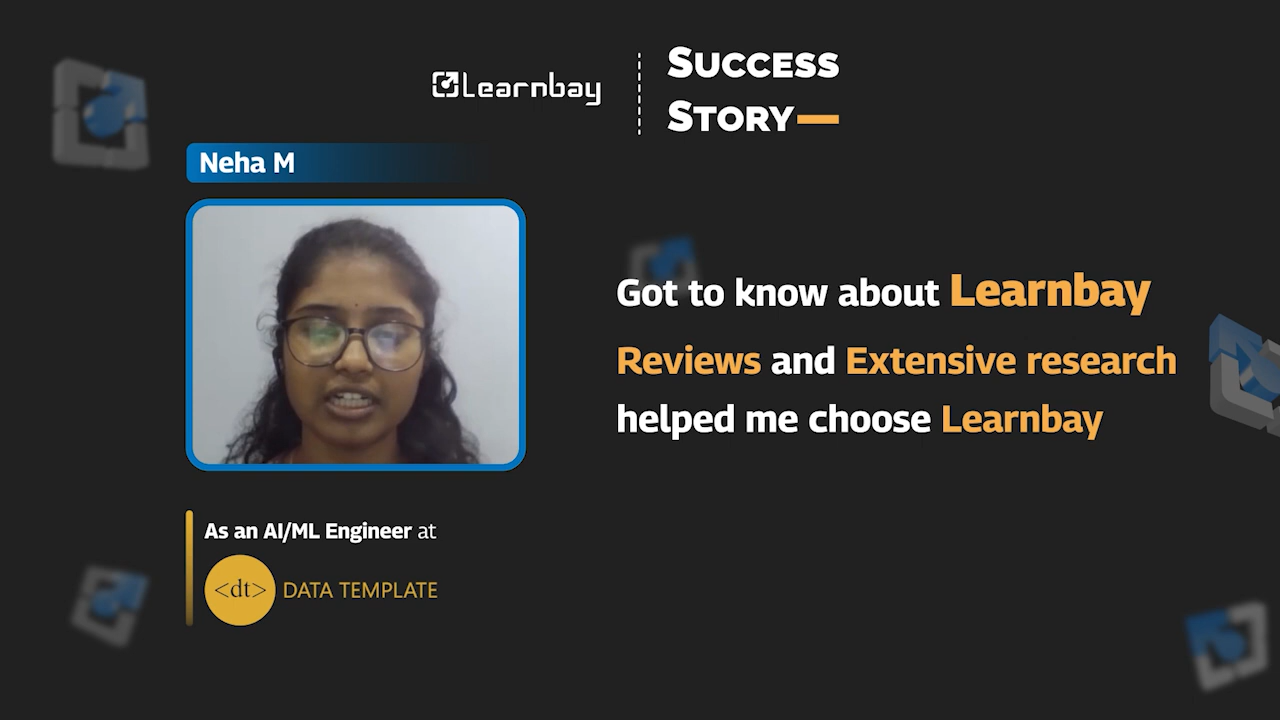 Learnbay
SUCCESS
STORY
Neha M
Got to know about Learnbay
Reviews and Extensive research
helped me choose Learnbay
As an AI/ML Engineer at
<dt> DATA TEMPLATE